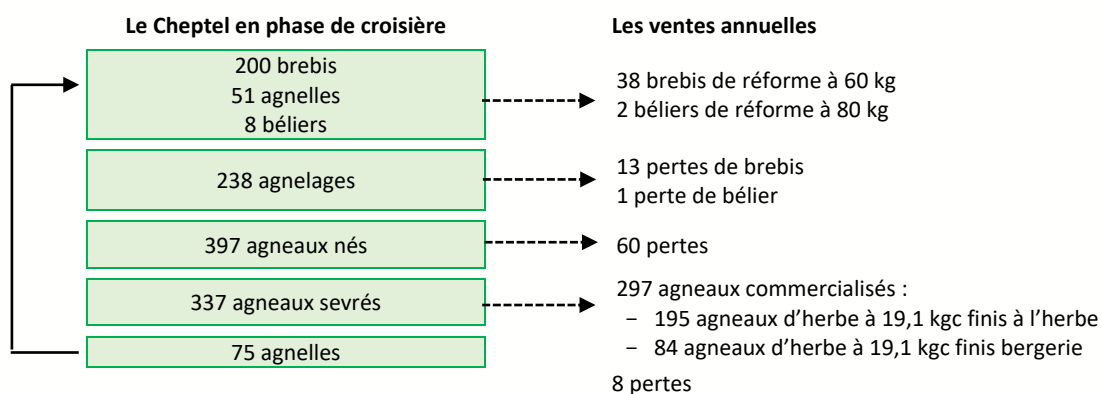 Le Cheptel en phase de croisière
200 brebis
51 agnelles
8 béliers
238 agnelages
397 agneaux nés
337 agneaux sevrés
75 agnelles
Les ventes annuelles
38 brebis de réforme à 60 kg
2 béliers de réforme à 80 kg
13 pertes de brebis
1 perte de bélier
60 pertes
297 agneaux commercialisés :
− 195 agneaux d’herbe à 19,1 kgc finis à l’herbe
− 84 agneaux d’herbe à 19,1 kgc finis bergerie
8 pertes